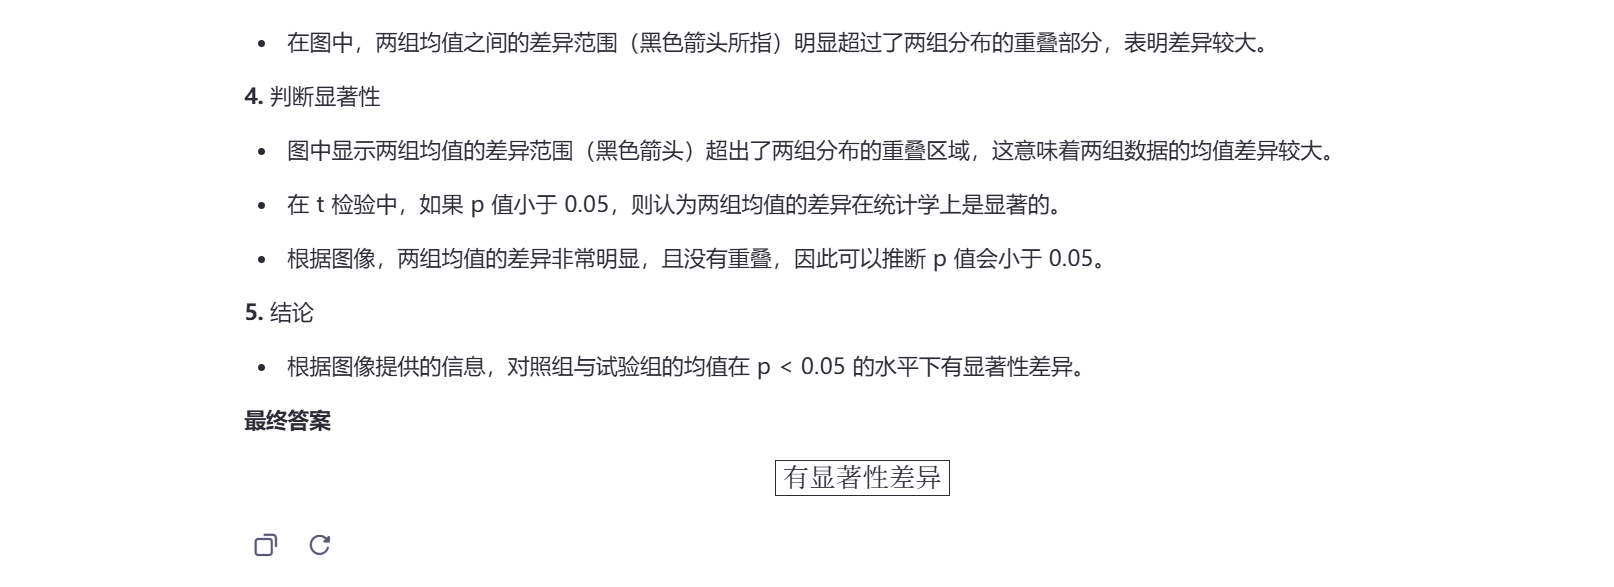 • 在图中，两组均值之间的差异范围（黑色箭头所指）明显超过了两组分布的重叠部分，表明差异较大。
4. 判断显著性
• 图中显示两组均值的差异范围（黑色箭头）超出了两组分布的重叠区域，这意味着两组数据的均值差异较大。
• 在 t 检验中，如果 p 值小于 0.05，则认为两组均值的差异在统计学上是显著的。
• 根据图像，两组均值的差异非常明显，且没有重叠，因此可以推断 p 值会小于 0.05。
5. 结论
• 根据图像提供的信息，对照组与试验组的均值在 p < 0.05 的水平下有显著性差异。
最终答案
有显著性差异